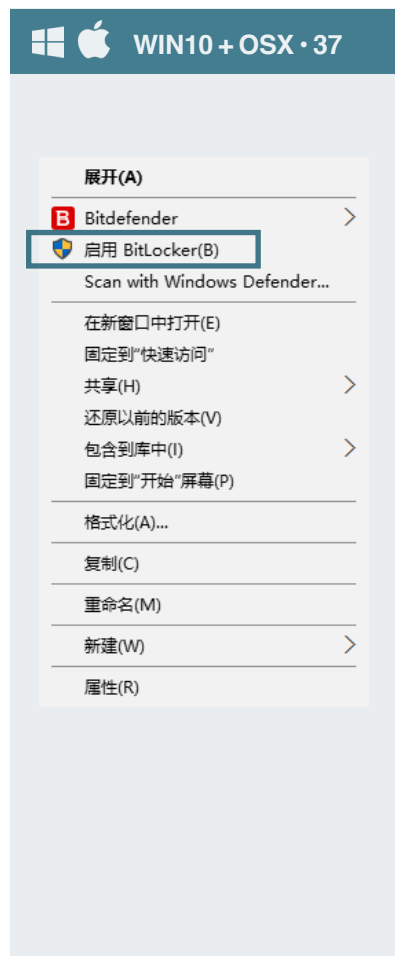 WIN10 + OSX • 37
展开(A)
Bitdefender
启用 BitLocker(B)
Scan with Windows Defender...
在新窗口中打开(E)
固定到"快速访问"
共享(H)
还原以前的版本(V)
包含到库中(I)
固定到"开始"屏幕(P)
格式化(A)...
复制(C)
重命名(M)
新建(W)
属性(R)